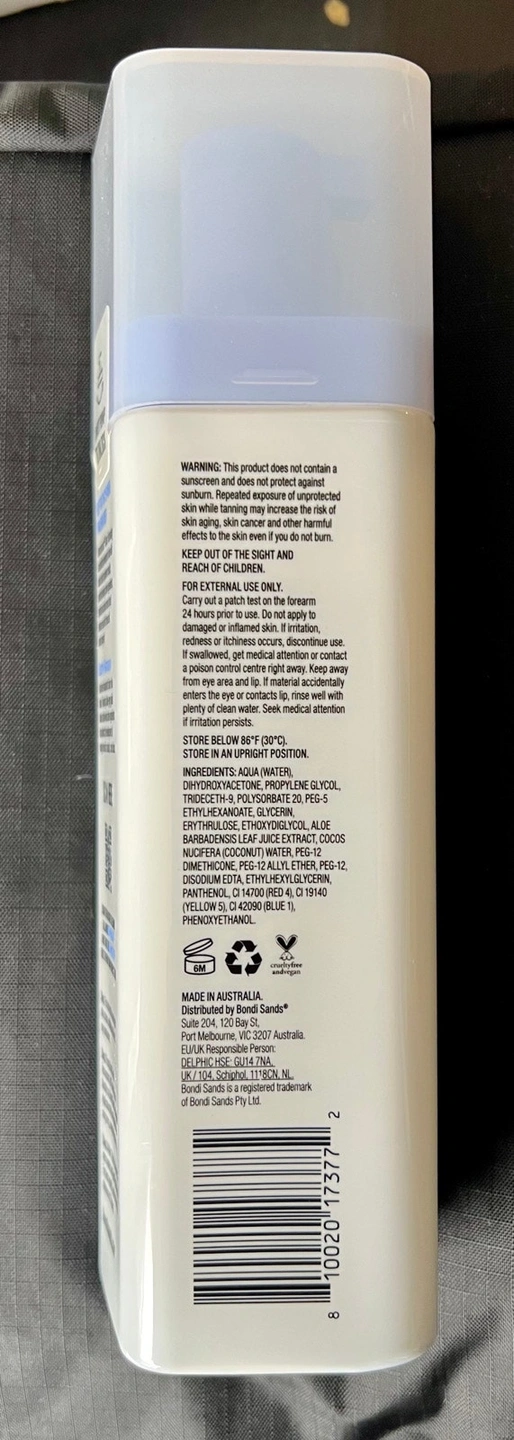 WARNING: This product does not contain a
sunscreen and does not protect against
sunburn. Repeated exposure of unprotected
skin while tanning may increase the risk of
skin aging, skin cancer and other harmful
effects to the skin even if you do not burn.
KEEP OUT OF THE SIGHT AND
REACH OF CHILDREN.
FOR EXTERNAL USE ONLY.
Carry out a patch test on the forearm
24 hours prior to use. Do not apply to
damaged or inflamed skin. If irritation,
redness or itchiness occurs, discontinue use.
If swallowed, get medical attention or contact
a poison control centre right away. Keep away
from eye area and lip. If material accidentally
enters the eye or contacts lip, rinse well with
plenty of clean water. Seek medical attention
if irritation persists.
STORE BELOW 86°F (30°C).
STORE IN AN UPRIGHT POSITION.
INGREDIENTS: AQUA (WATER),
DIHYDROXYACETONE, PROPYLENE GLYCOL,
TRIDECETH-9, POLYSORBATE 20, PEG-5
ETHYLHEXANOATE, GLYCERIN,
ERYTHRULOSE, ETHOXYDIGLYCOL, ALOE
BARBADENSIS LEAF JUICE EXTRACT, COCOS
NUCIFERA (COCONUT) WATER, PEG-12
DIMETHICONE, PEG-12 ALLYL ETHER, PEG-12,
DISODIUM EDTA, ETHYLHEXYLGLYCERIN,
PANTHENOL, CI 14700 (RED 4), CI 19140
(YELLOW 5), CI 42090 (BLUE 1),
PHENOXYETHANOL.
6M
crueltyfree
andvegan
MADE IN AUSTRALIA.
Distributed by Bondi Sands®
Suite 204, 120 Bay St,
Port Melbourne, VIC 3207 Australia.
EU/UK Responsible Person:
DELPHIC HSE: GU14 7NA,
UK / 104, Schiphol, 1118CN, NL.
Bondi Sands is a registered trademark
of Bondi Sands Pty Ltd.
8 10020 17377 2